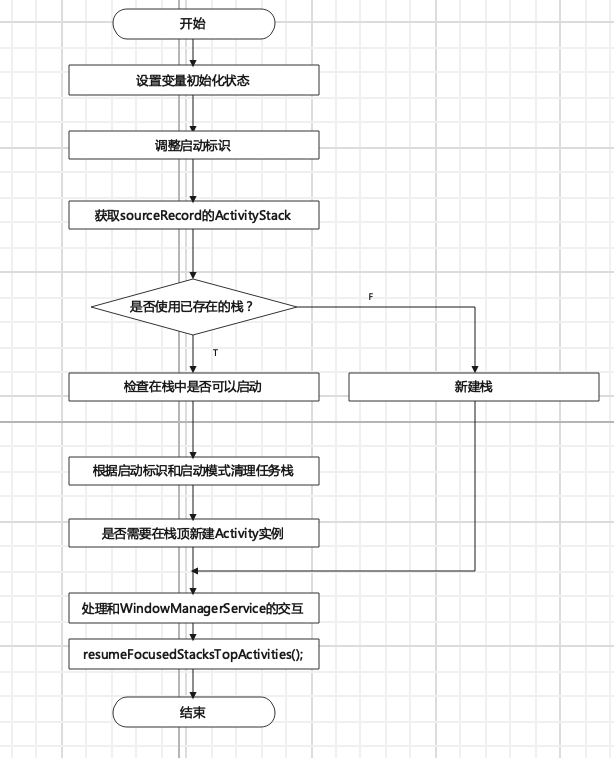 开始
设置变量初始化状态
调整启动标识
获取sourceRecord的ActivityStack
是否使用已存在的栈？
F
T
检查在栈中是否可以启动
新建栈
根据启动标识和启动模式清理任务栈
是否需要在栈顶新建Activity实例
处理和WindowManagerService的交互
resumeFocusedStacksTopActivities();
结束